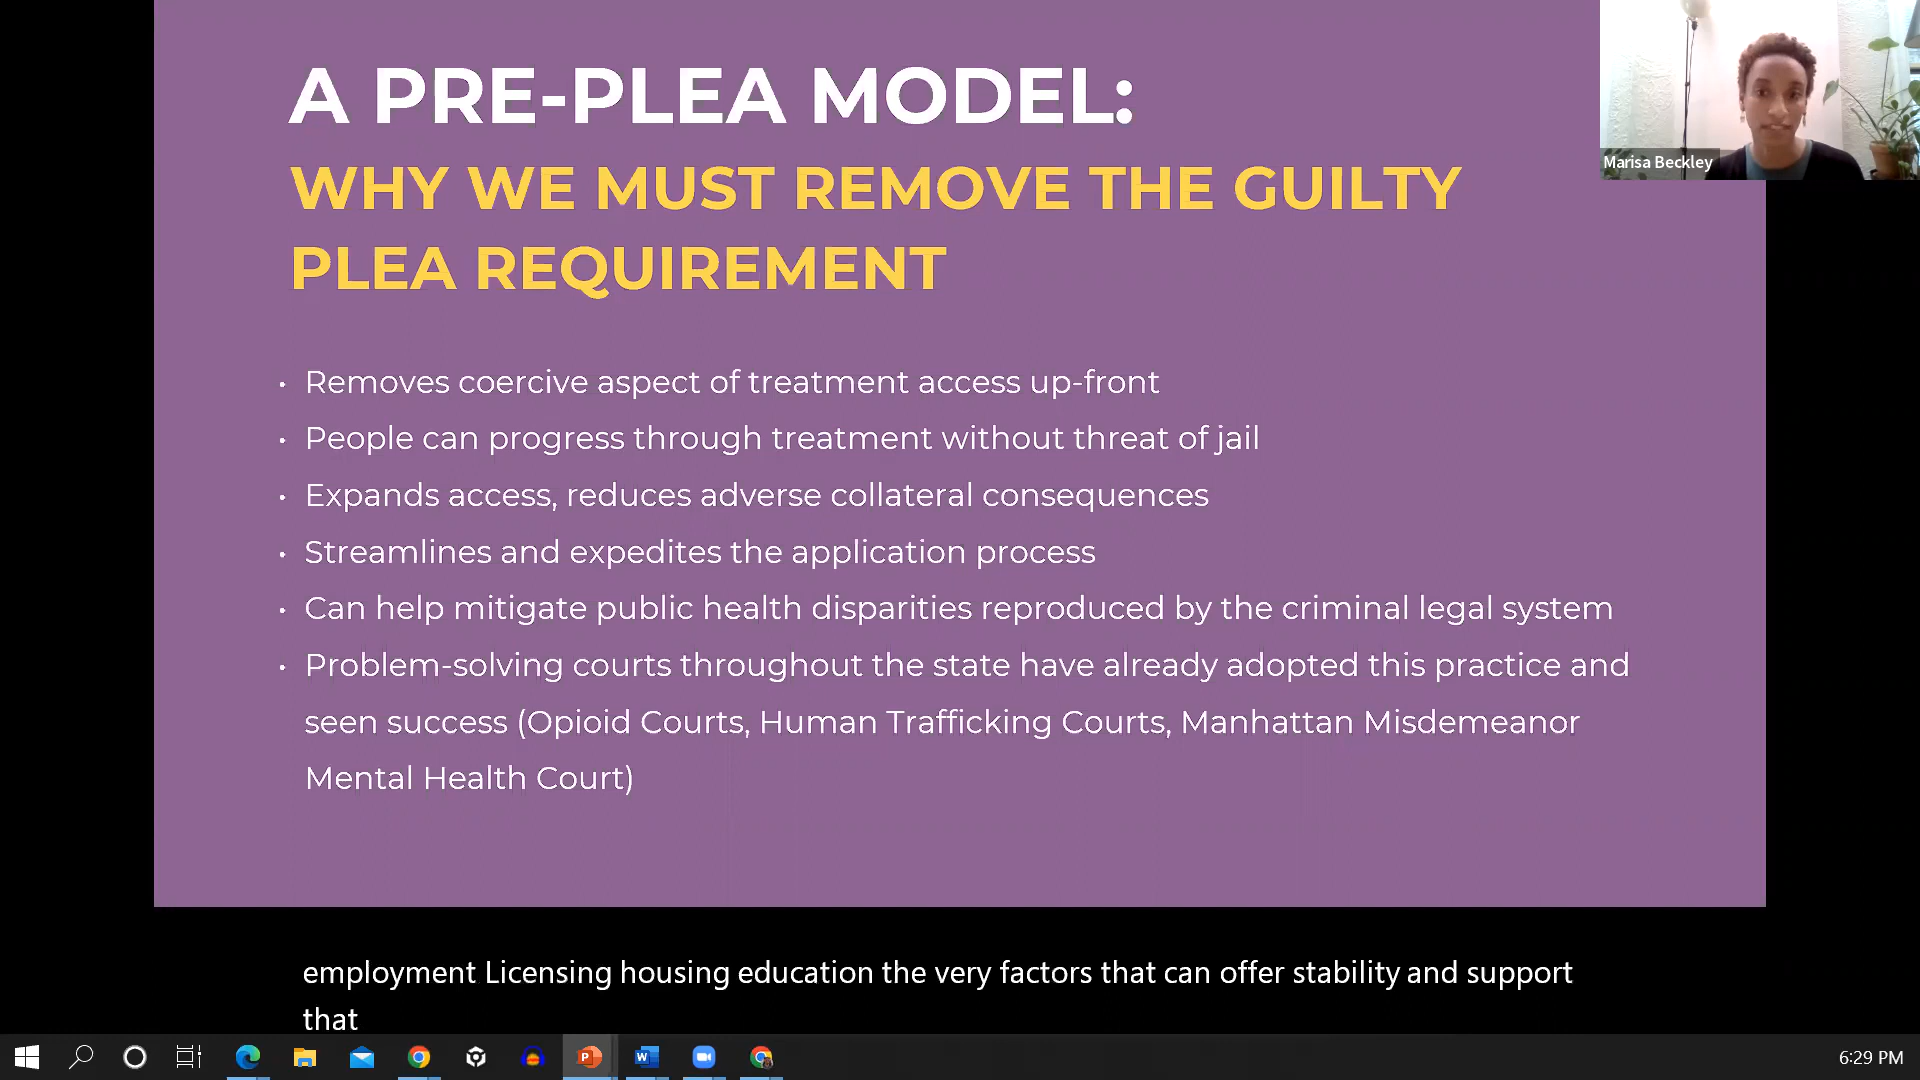 A PRE-PLEA MODEL:
WHY WE MUST REMOVE THE GUILTY
PLEA REQUIREMENT
Marisa Beckley
• Removes coercive aspect of treatment access up-front
• People can progress through treatment without threat of jail
• Expands access, reduces adverse collateral consequences
• Streamlines and expedites the application process
• Can help mitigate public health disparities reproduced by the criminal legal system
• Problem-solving courts throughout the state have already adopted this practice and
seen success (Opioid Courts, Human Trafficking Courts, Manhattan Misdemeanor
Mental Health Court)
employment Licensing housing education the very factors that can offer stability and support
that
6:29 PM